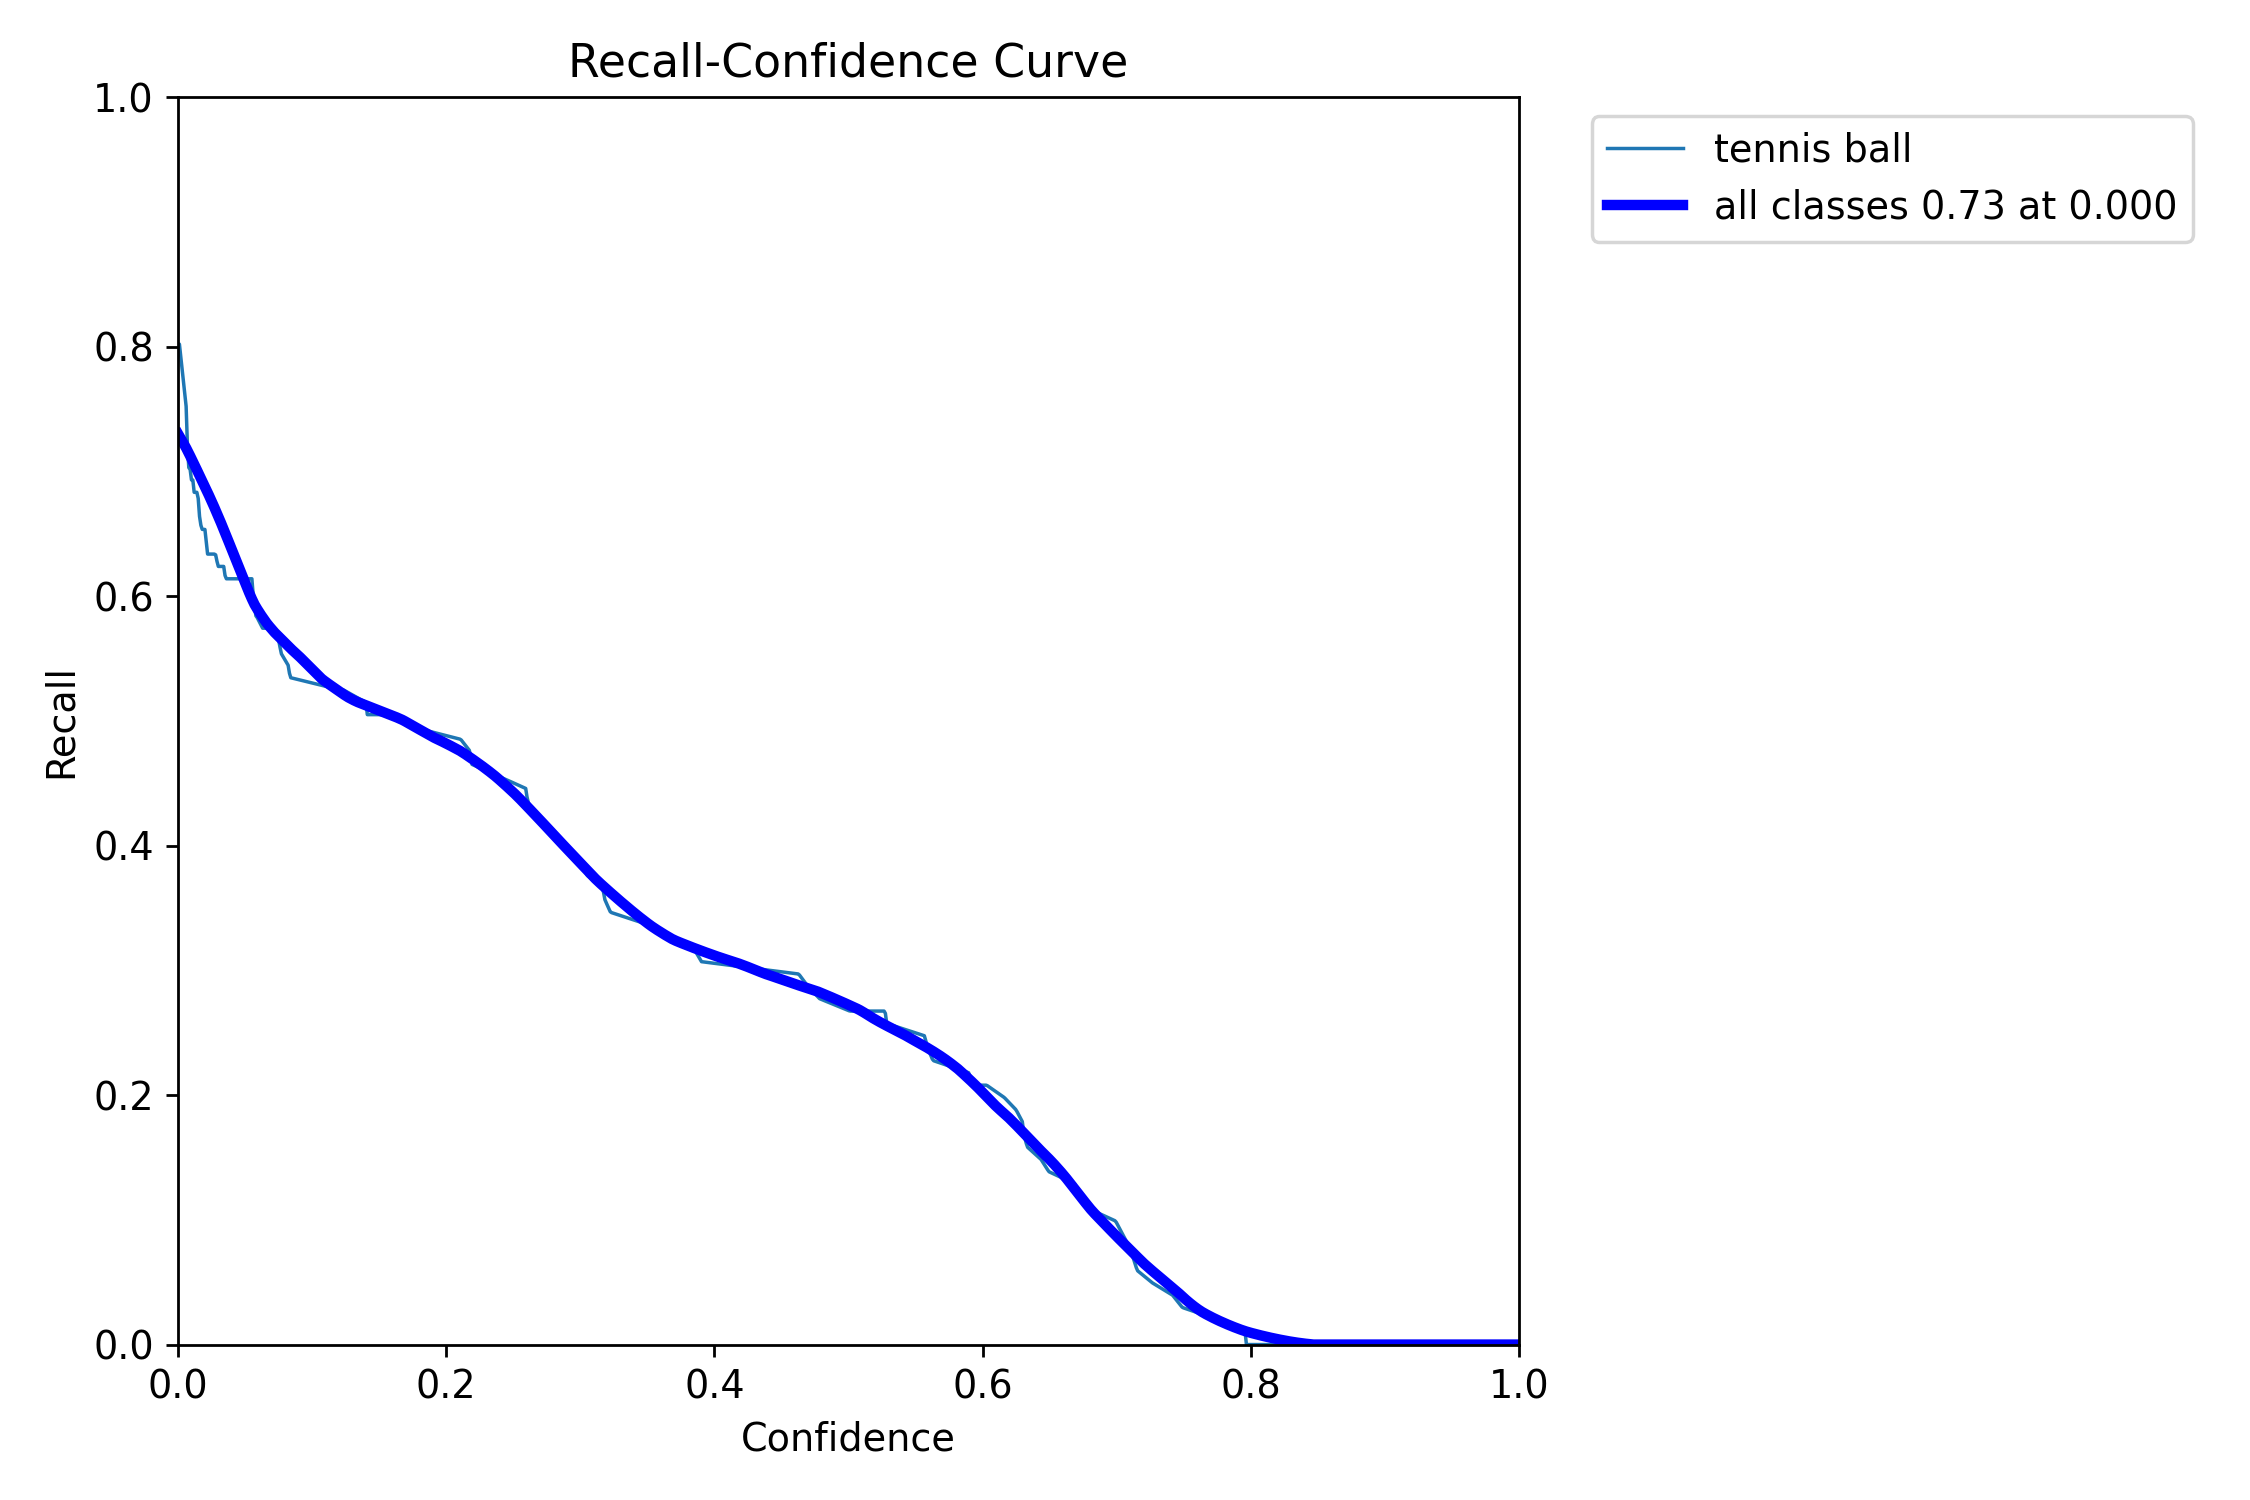 Recall-Confidence Curve
tennis ball
all classes 0.73 at 0.000
Recall
1.0
0.8
0.6
0.4
0.2
0.0
0.0 0.2 0.4 0.6 0.8 1.0
Confidence